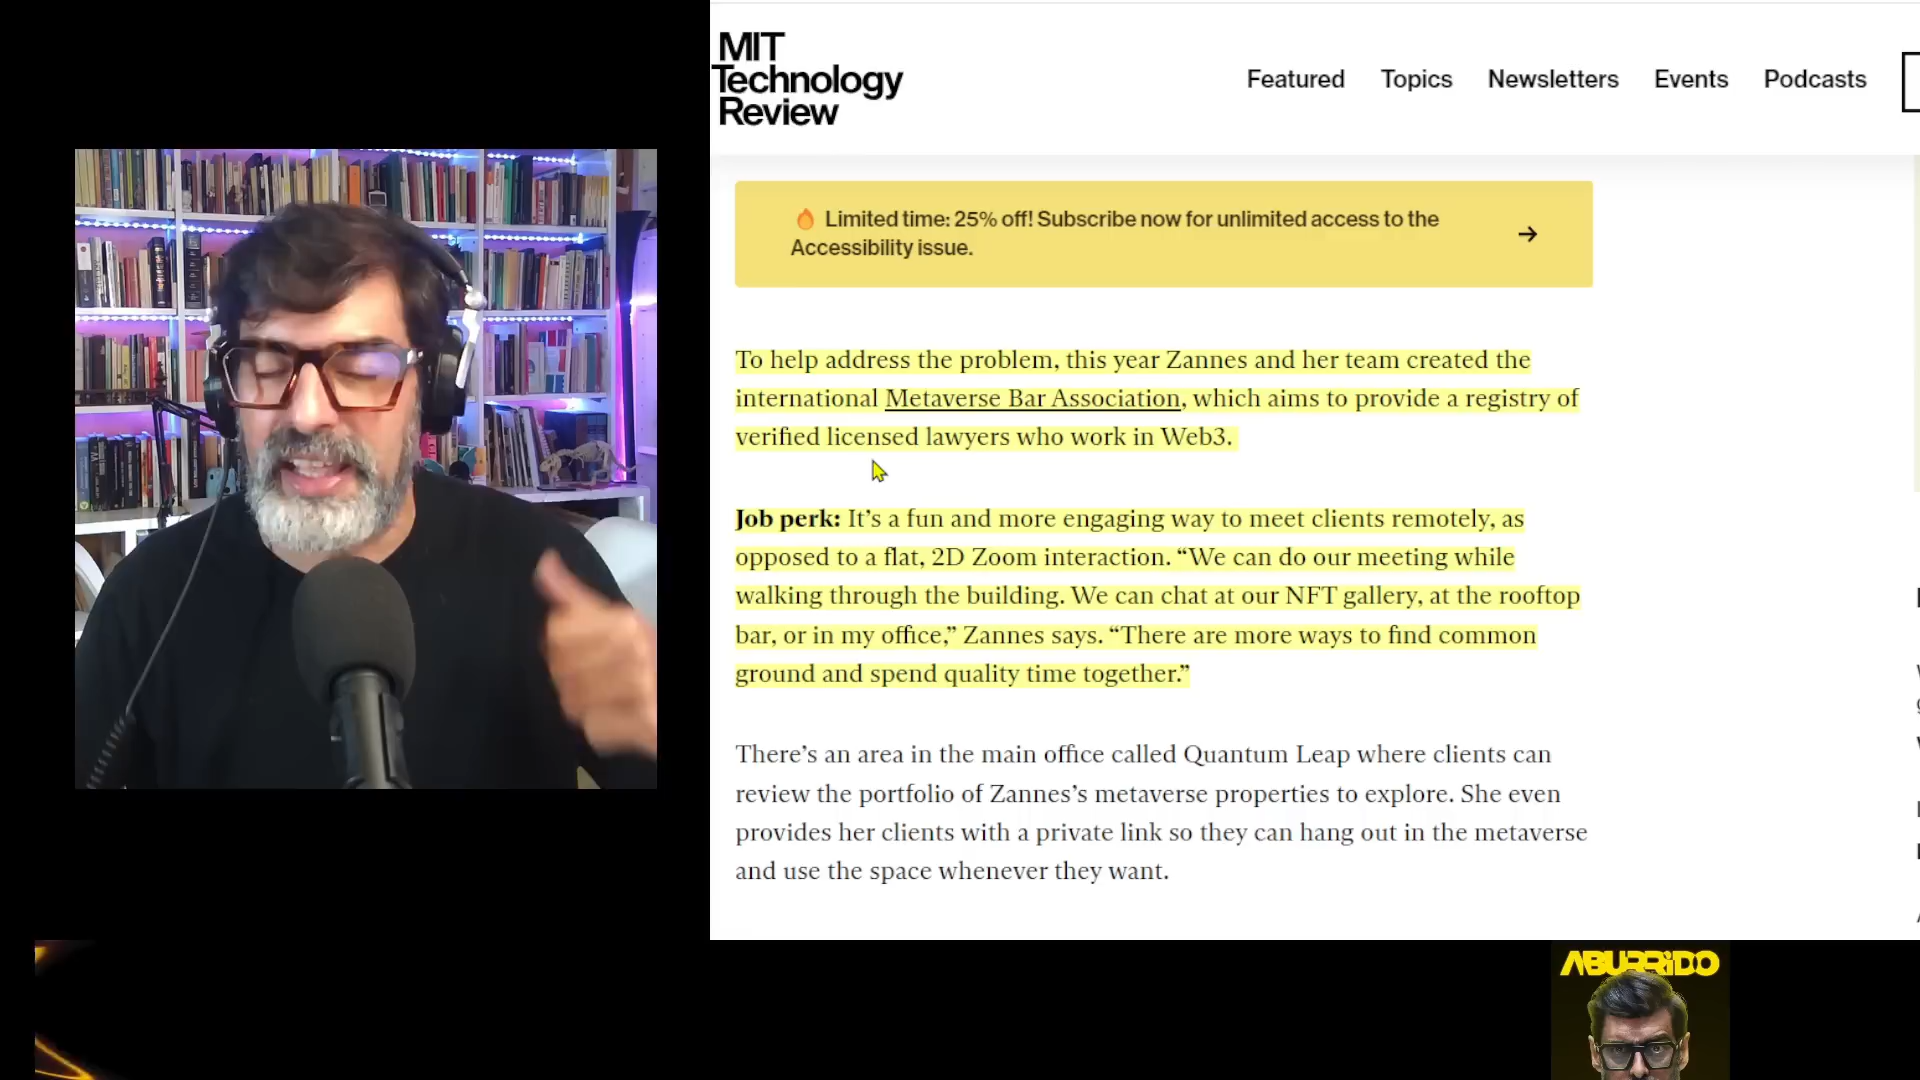 MIT
Technology
Review
Featured
Topics
Newsletters
Events
Podcasts
Limited time: 25% off! Subscribe now for unlimited access to the
Accessibility issue.
To help address the problem, this year Zannes and her team created the
international Metaverse Bar Association, which aims to provide a registry of
verified licensed lawyers who work in Web3.
Job perk: It’s a fun and more engaging way to meet clients remotely, as
opposed to a flat, 2D Zoom interaction. “We can do our meeting while
walking through the building. We can chat at our NFT gallery, at the rooftop
bar, or in my office,” Zannes says. “There are more ways to find common
ground and spend quality time together.”
There’s an area in the main office called Quantum Leap where clients can
review the portfolio of Zannes’s metaverse properties to explore. She even
provides her clients with a private link so they can hang out in the metaverse
and use the space whenever they want.
ABURRiDO